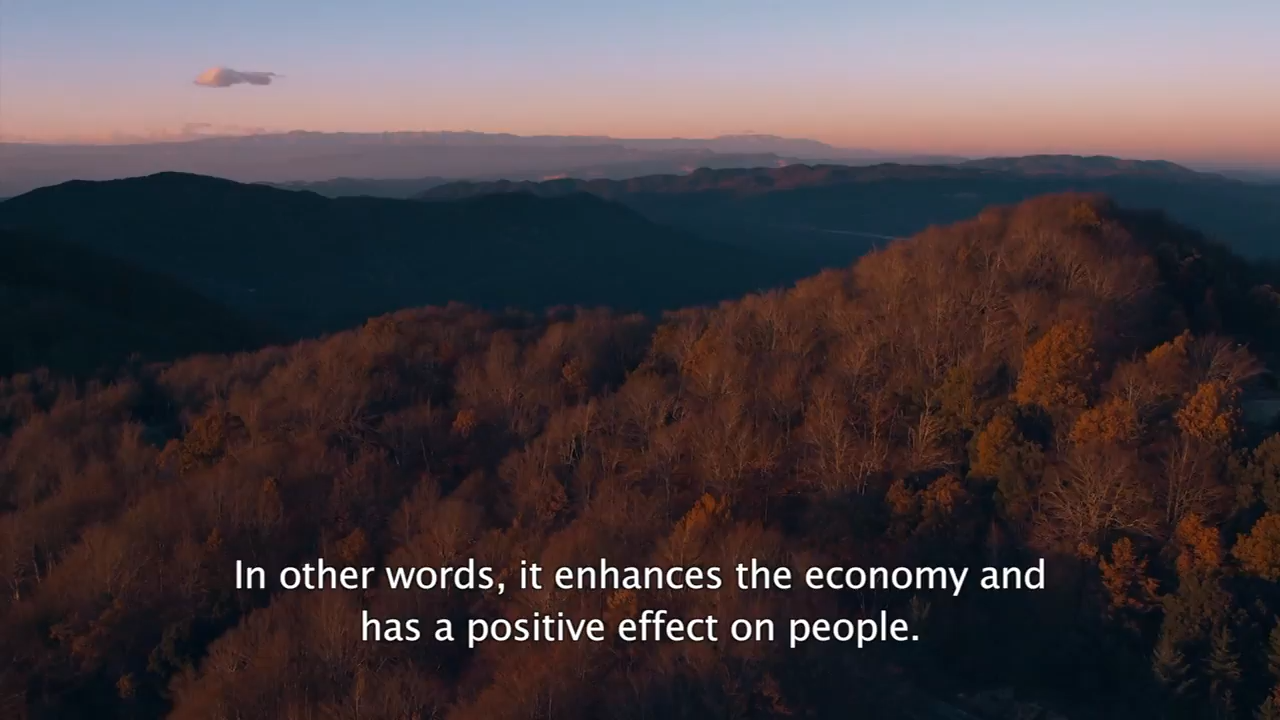 In other words, it enhances the economy and
has a positive effect on people.